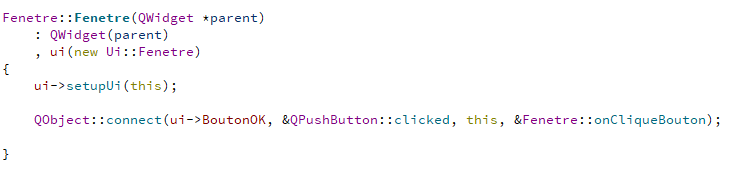 Fenetre::Fenetre(QWidget *parent)
: QWidget(parent)
, ui(new Ui::Fenetre)
{
ui->setupUi(this);
QObject::connect(ui->BoutonOK, &QPushButton::clicked, this, &Fenetre::onCliqueBouton);
}